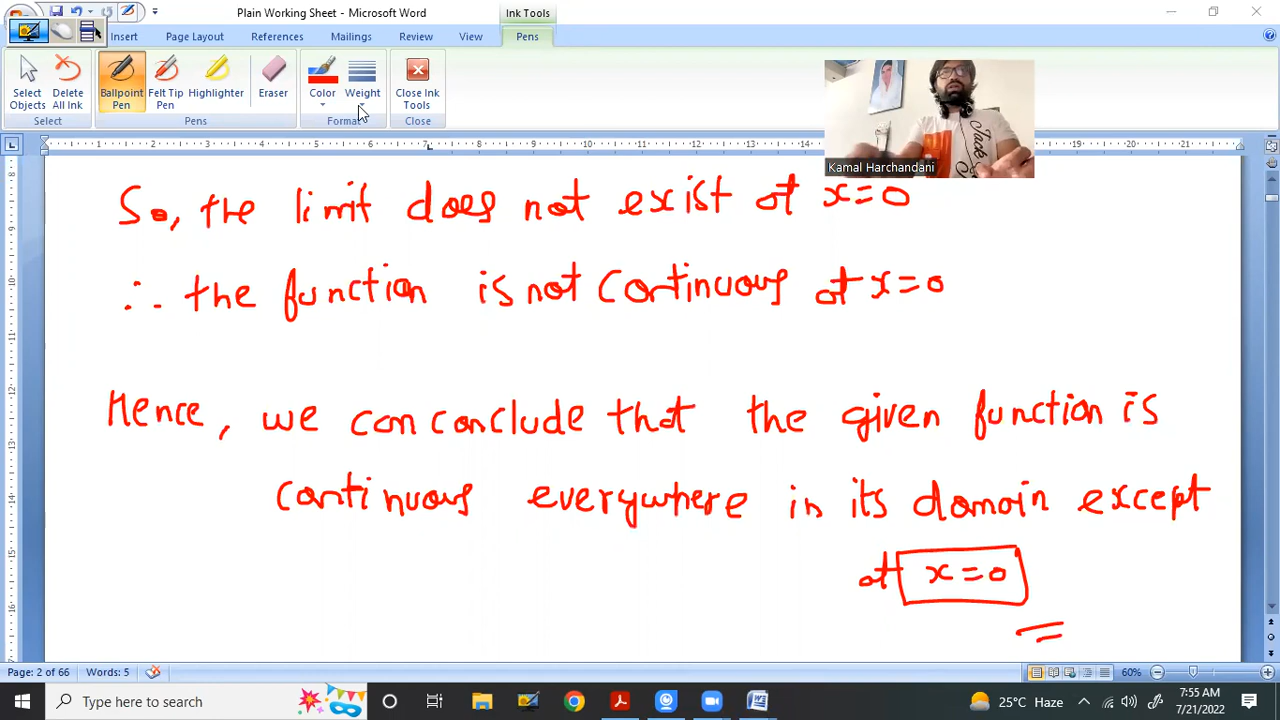 Plain Working Sheet - Microsoft Word
Ink Tools
Insert
Page Layout
References
Mailings
Review
View
Pens
Select Objects
Delete All Ink
Ballpoint Pen
Felt Tip Pen
Highlighter
Eraser
Color
Weight
Close Ink Tools
Select
Pens
Format
Close
Kamal Harchandani
So, the limit does not exist at x=0
∴ the function is not continuous at x=0
Hence, we can conclude that the given function is
continuous everywhere in its domain except
at x=0
Page: 2 of 66
Words: 5
60%
Type here to search
25°C Haze
7:55 AM
7/21/2022